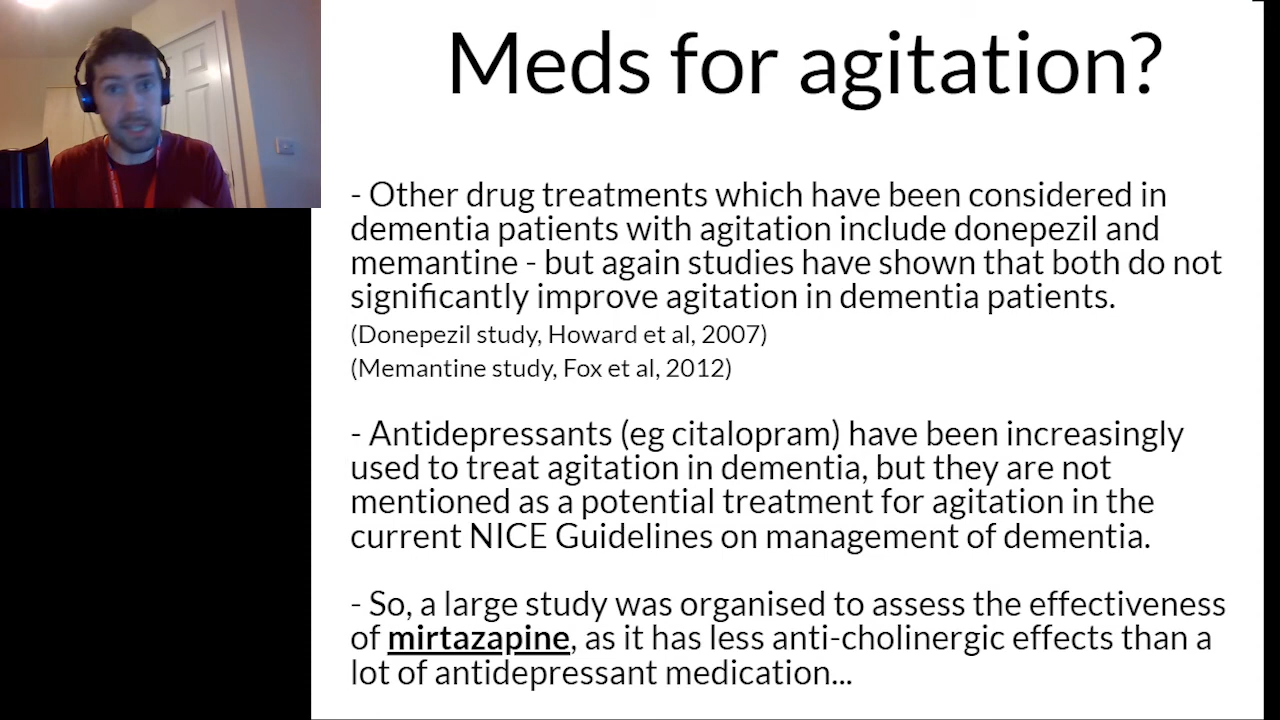 Meds for agitation?
- Other drug treatments which have been considered in
dementia patients with agitation include donepezil and
memantine - but again studies have shown that both do not
significantly improve agitation in dementia patients.
(Donepezil study, Howard et al, 2007)
(Memantine study, Fox et al, 2012)
- Antidepressants (eg citalopram) have been increasingly
used to treat agitation in dementia, but they are not
mentioned as a potential treatment for agitation in the
current NICE Guidelines on management of dementia.
- So, a large study was organised to assess the effectiveness
of mirtazapine, as it has less anti-cholinergic effects than a
lot of antidepressant medication...